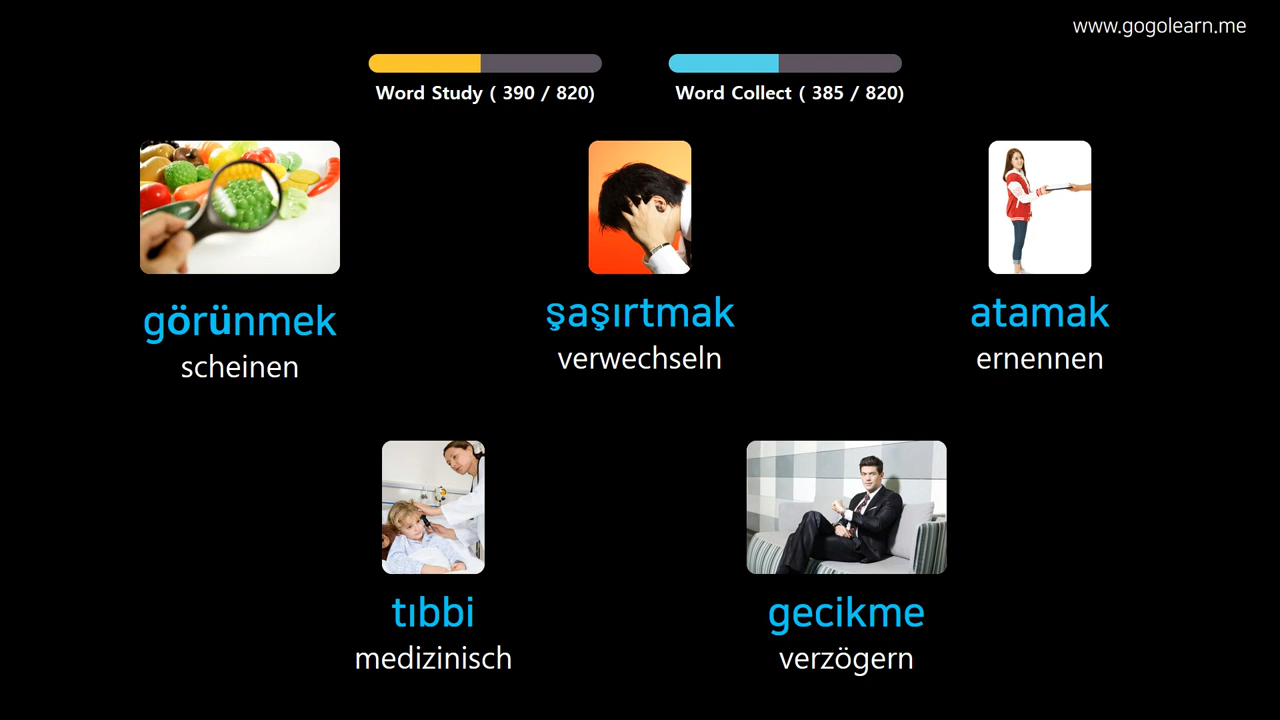 www.gogolearn.me
Word Study ( 390 / 820)
Word Collect ( 385 / 820)
görünmek
scheinen
şaşırtmak
verwechseln
atamak
ernennen
tıbbi
medizinisch
gecikme
verzögern